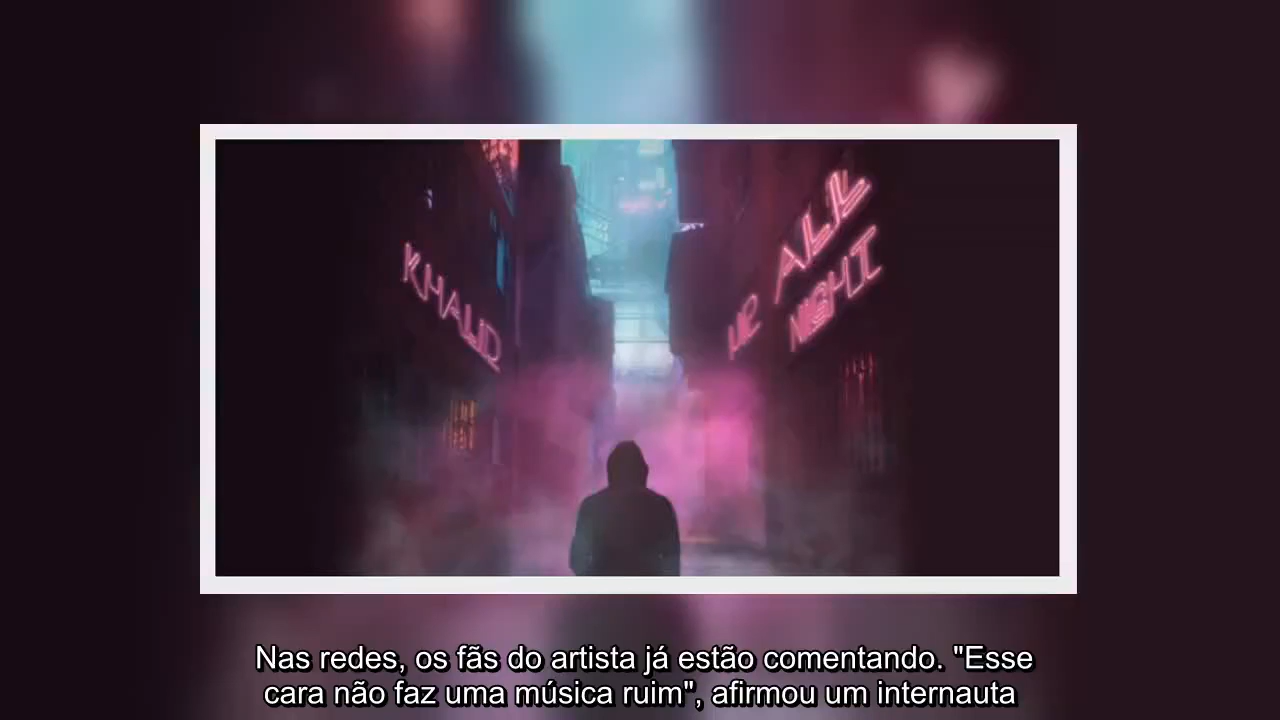 KHALID
UP ALL
NIGHT
Nas redes, os fãs do artista já estão comentando. "Esse
cara não faz uma música ruim", afirmou um internauta